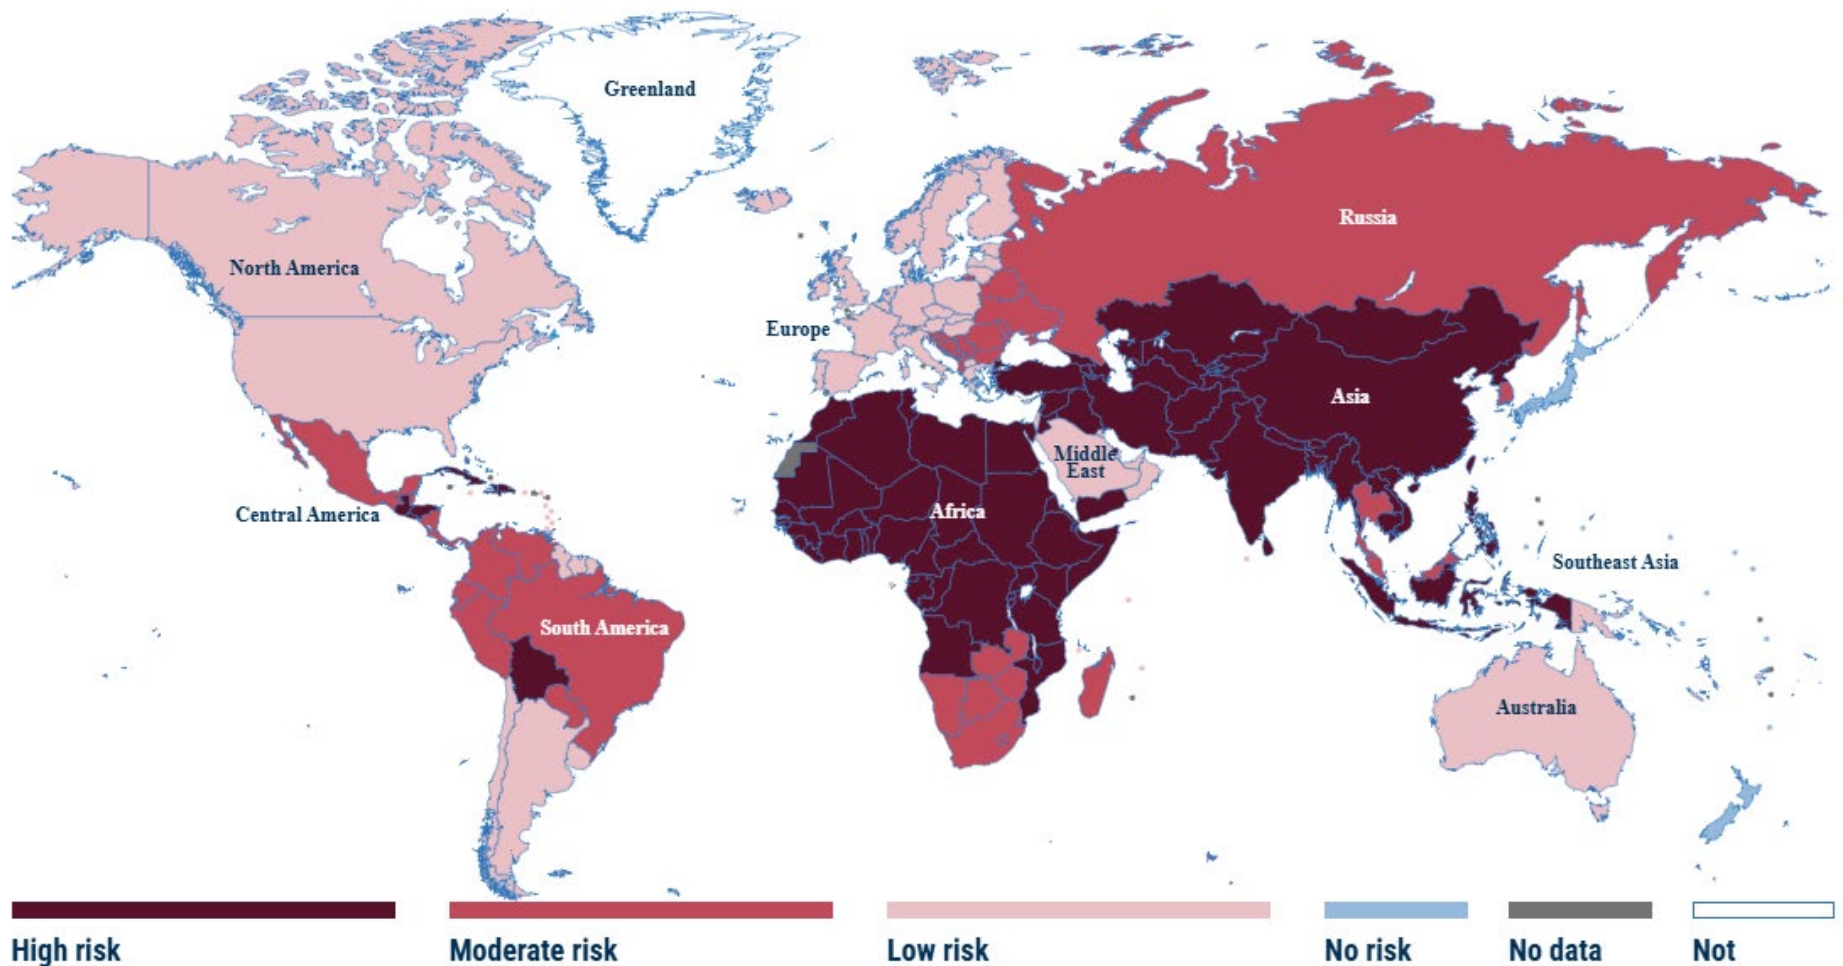 Greenland
Russia
North America
Europe
Asia
Middle
East
Africa
Central America
Southeast Asia
South America
Australia
High risk
Moderate risk
Low risk
No risk
No data
Not